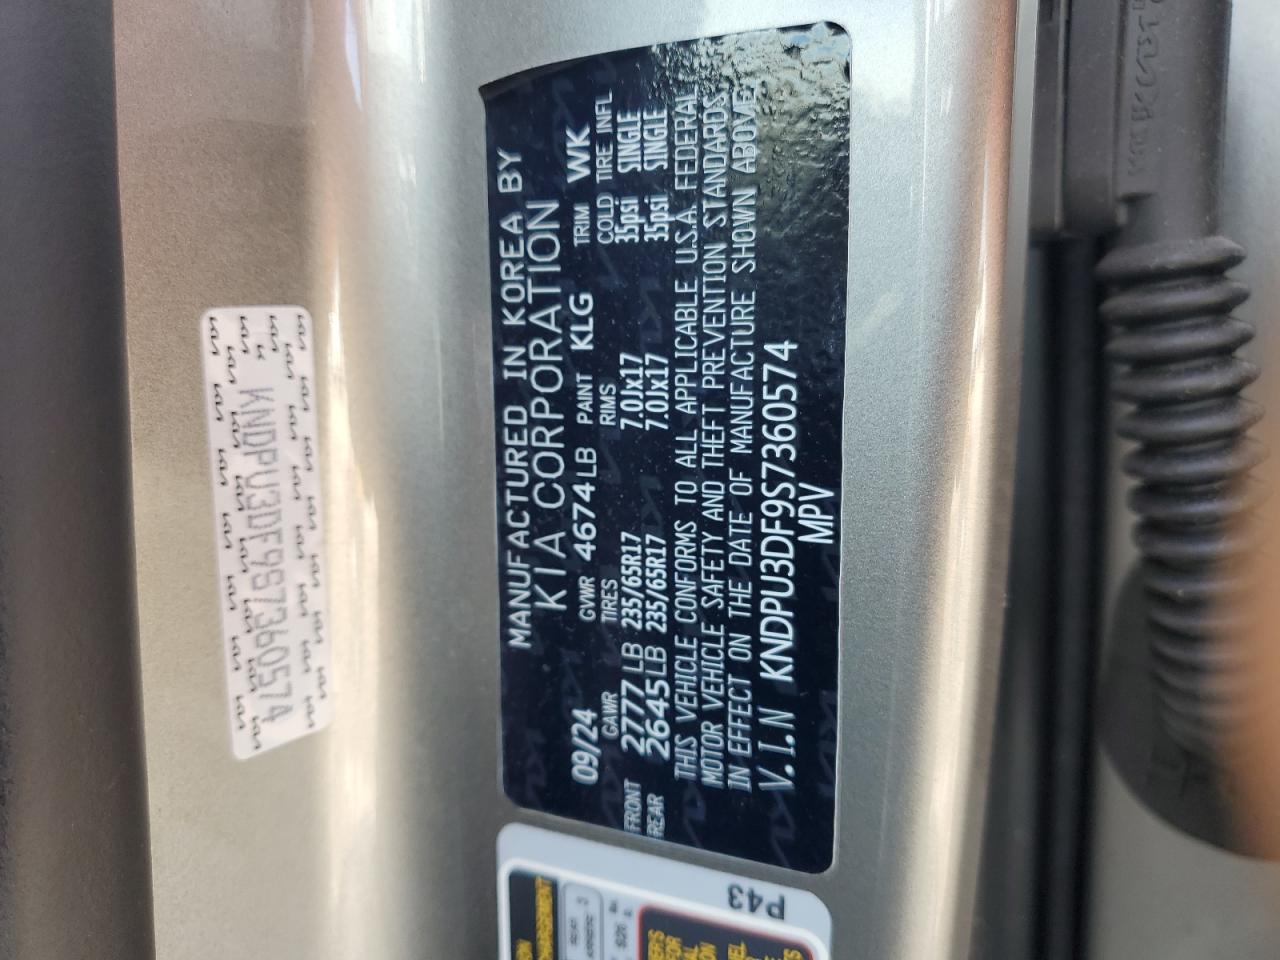 MANUFACTURED IN KOREA BY
KIA CORPORATION
09/24 GVWR 4674LB PAINT KLG TRIM WK
GAWR TIRES RIMS COLD TIRE INFL
FRONT 2777LB 235/65R17 7.0Jx17 35psi SINGLE
REAR 2645LB 235/65R17 7.0Jx17 35psi SINGLE
THIS VEHICLE CONFORMS TO ALL APPLICABLE U.S.A. FEDERAL
MOTOR VEHICLE SAFETY AND THEFT PREVENTION STANDARDS
IN EFFECT ON THE DATE OF MANUFACTURE SHOWN ABOVE.
V.I.N KNDPU3DF9S7360574
MPV
KNDPU3DF9S7360574
P43